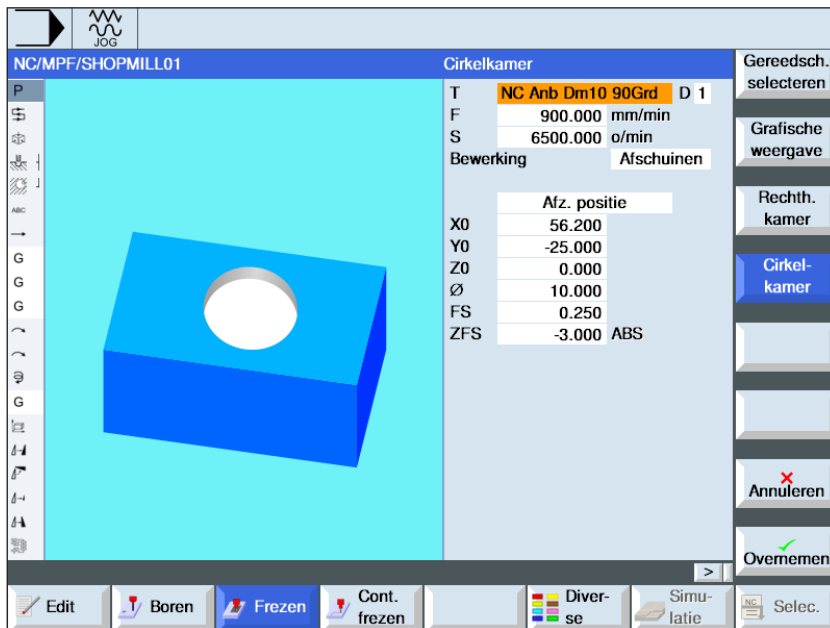 JOG
NC/MPF/SHOPMILL01
Cirkelkamer
P
ABC
G
G
G
G
T NC Anb Dm10 90Grd D 1
F 900.000 mm/min
S 6500.000 o/min
Bewerking Afschuinen
Afz. positie
X0 56.200
Y0 -25.000
Z0 0.000
Ø 10.000
FS 0.250
ZFS -3.000 ABS
Gereedsch.
selecteren
Grafische
weergave
Rechth.
kamer
Cirkel-
kamer
Annuleren
Overnemen
>
Edit
Boren
Frezen
Cont.
frezen
Diver-
se
Simu-
latie
NC
Selec.